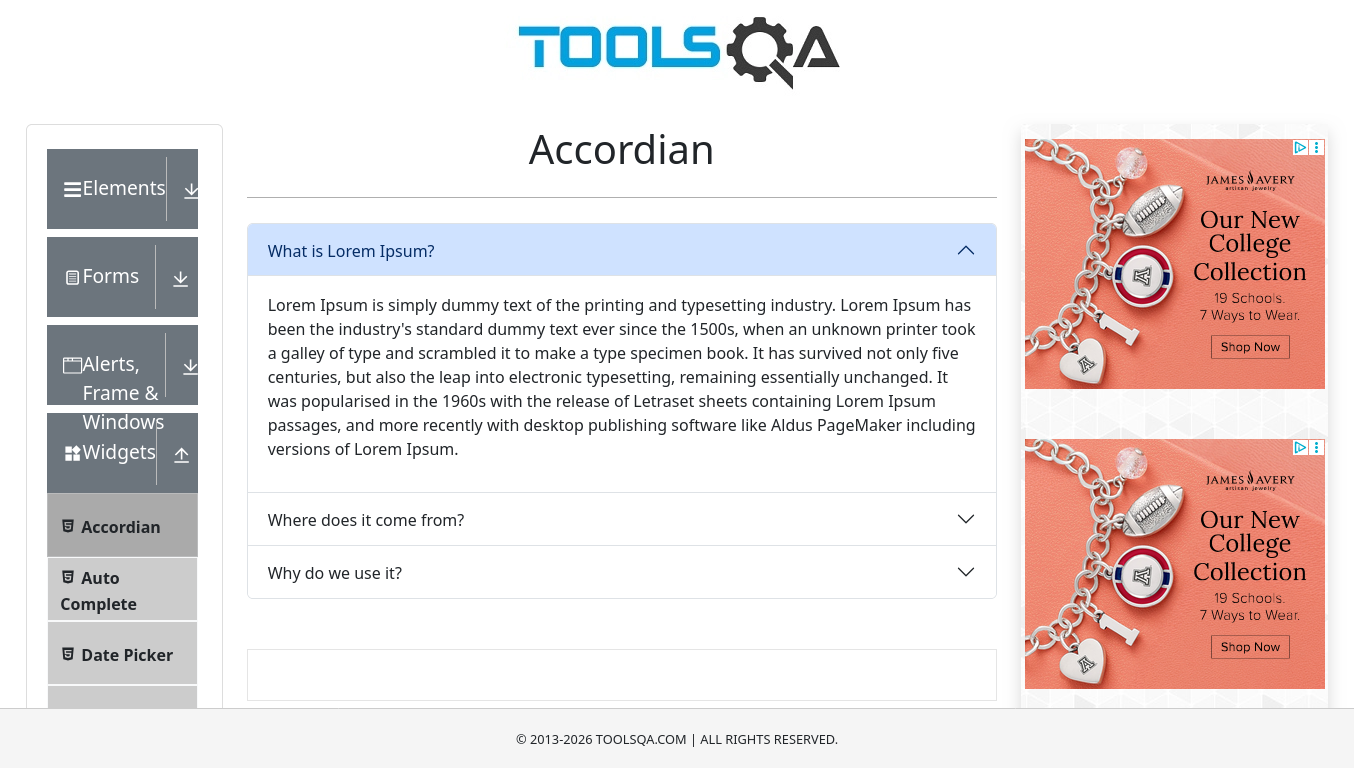 TOOLSQA
Accordian
Elements
Forms
Alerts,
Frame &
Windows
Widgets
Accordian
Auto
Complete
Date Picker
What is Lorem Ipsum?
Lorem Ipsum is simply dummy text of the printing and typesetting industry. Lorem Ipsum has
been the industry's standard dummy text ever since the 1500s, when an unknown printer took
a galley of type and scrambled it to make a type specimen book. It has survived not only five
centuries, but also the leap into electronic typesetting, remaining essentially unchanged. It
was popularised in the 1960s with the release of Letraset sheets containing Lorem Ipsum
passages, and more recently with desktop publishing software like Aldus PageMaker including
versions of Lorem Ipsum.
Where does it come from?
Why do we use it?
JAMES AVERY
artisan jewelry
Our New
College
Collection
19 Schools.
7 Ways to Wear.
Shop Now
A
A
JAMES AVERY
artisan jewelry
Our New
College
Collection
19 Schools.
7 Ways to Wear.
Shop Now
A
A
© 2013-2026 TOOLSQA.COM | ALL RIGHTS RESERVED.